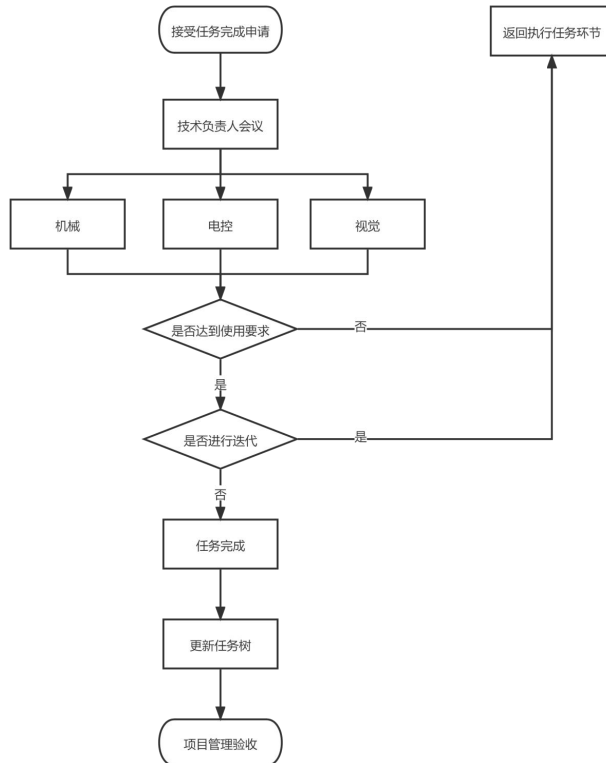 接受任务完成申请
返回执行任务环节
技术负责人会议
机械
电控
视觉
是否达到使用要求
否
是
是否进行迭代
是
否
任务完成
更新任务树
项目管理验收